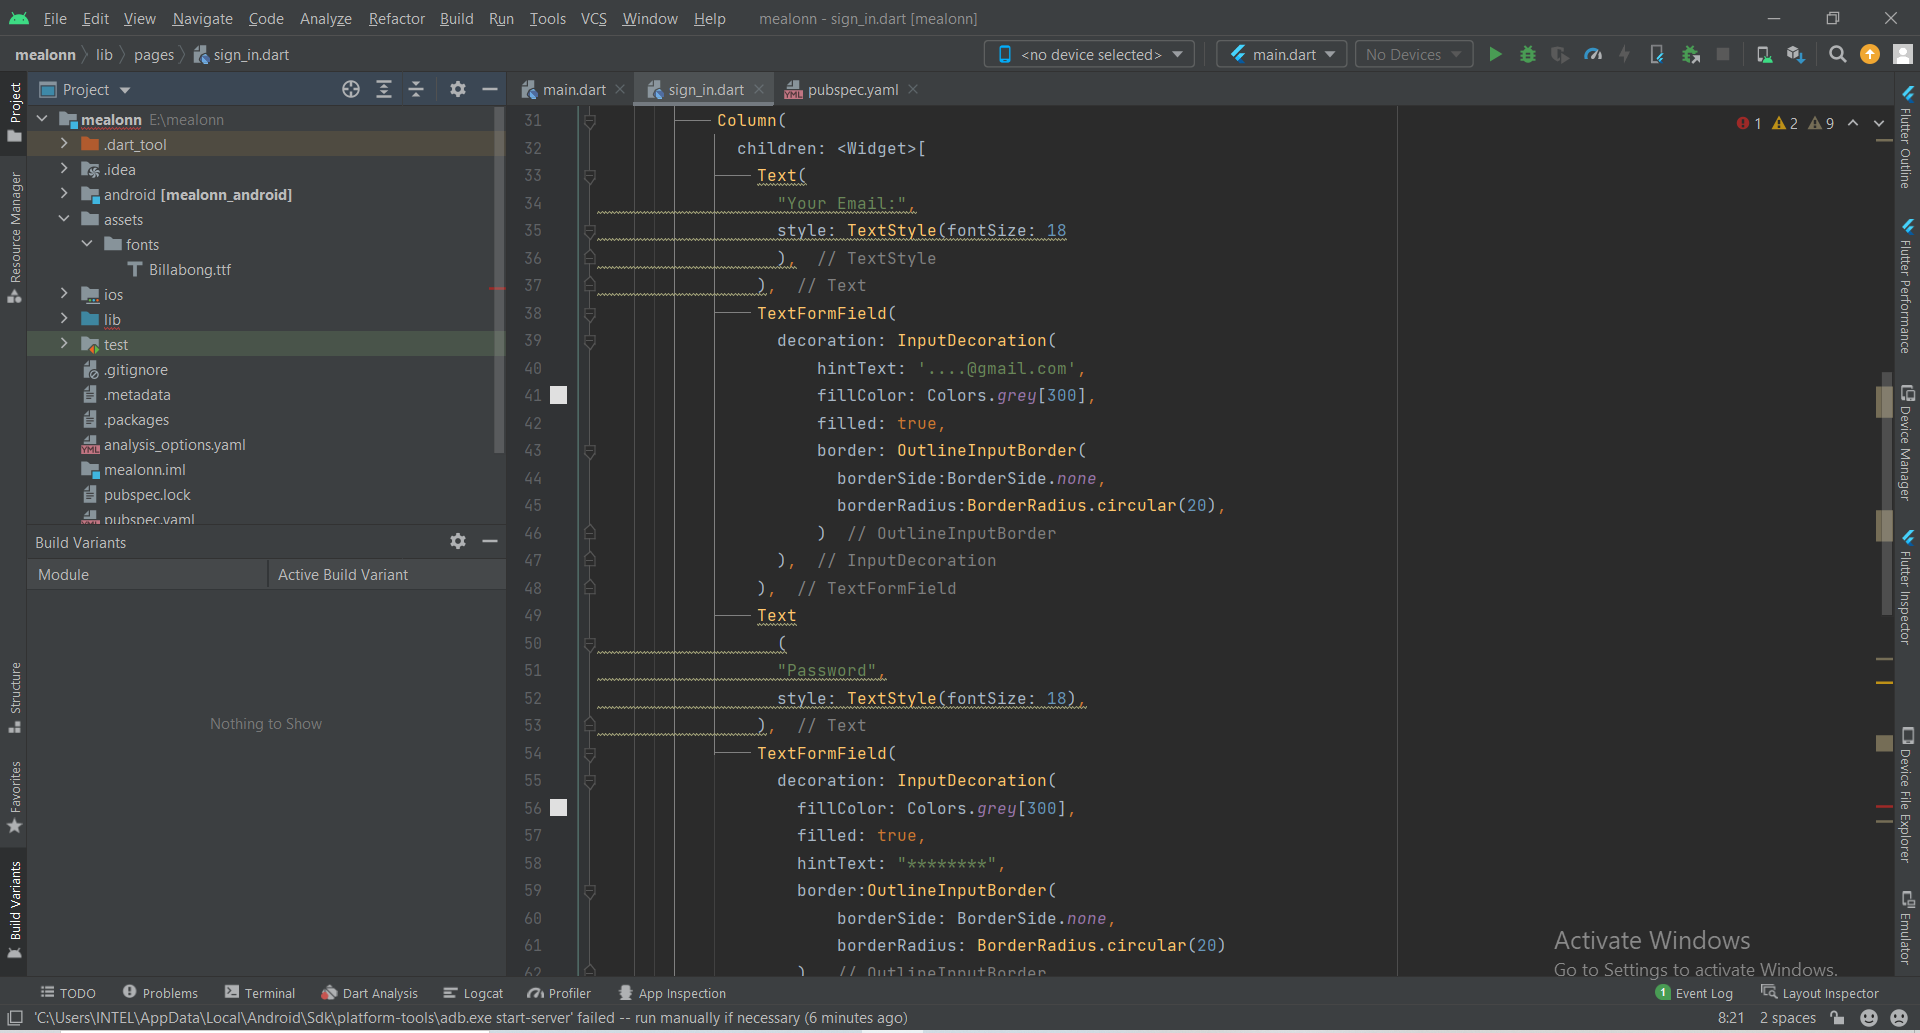 File Edit View Navigate Code Analyze Refactor Build Run Tools VCS Window Help mealonn - sign_in.dart [mealonn]
mealonn lib pages sign_in.dart <no device selected> main.dart No Devices
Project main.dart sign_in.dart pubspec.yaml
mealonn E:\mealonn
.dart_tool
.idea
android [mealonn_android]
assets
fonts
Billabong.ttf
ios
lib
test
.gitignore
.metadata
.packages
analysis_options.yaml
mealonn.iml
pubspec.lock
pubspec.yaml
Build Variants
Module Active Build Variant
Nothing to Show
Project
Resource Manager
Structure
Favorites
Build Variants
1 2 9
31 Column(
32 children: <Widget>[
33 Text(
34 "Your Email:",
35 style: TextStyle(fontSize: 18
36 ), // TextStyle
37 ), // Text
38 TextFormField(
39 decoration: InputDecoration(
40 hintText: '....@gmail.com',
41 fillColor: Colors.grey[300],
42 filled: true,
43 border: OutlineInputBorder(
44 borderSide:BorderSide.none,
45 borderRadius:BorderRadius.circular(20),
46 ) // OutlineInputBorder
47 ), // InputDecoration
48 ), // TextFormField
49 Text
50 (
51 "Password",
52 style: TextStyle(fontSize: 18),
53 ), // Text
54 TextFormField(
55 decoration: InputDecoration(
56 fillColor: Colors.grey[300],
57 filled: true,
58 hintText: "********",
59 border:OutlineInputBorder(
60 borderSide: BorderSide.none,
61 borderRadius: BorderRadius.circular(20)
62 ) // OutlineInputBorder
Flutter Outline
Flutter Performance
Device Manager
Flutter Inspector
Device File Explorer
Emulator
Activate Windows
Go to Settings to activate Windows.
TODO Problems Terminal Dart Analysis Logcat Profiler App Inspection 1 Event Log Layout Inspector
'C:\Users\INTEL\AppData\Local\Android\Sdk\platform-tools\adb.exe start-server' failed -- run manually if necessary (6 minutes ago) 8:21 2 spaces